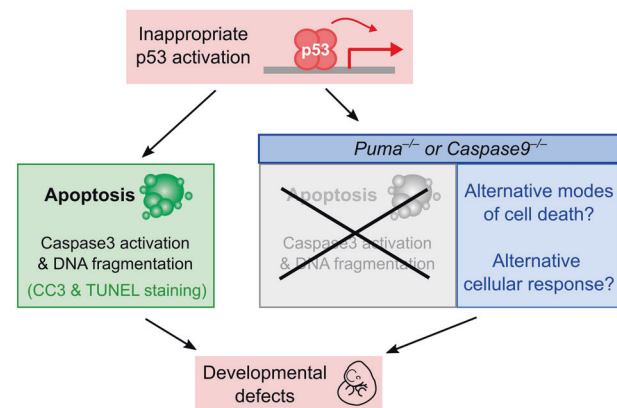 Inappropriate
p53 activation
p53
Puma–/– or Caspase9–/–
Apoptosis
Caspase3 activation
& DNA fragmentation
(CC3 & TUNEL staining)
Apoptosis
Caspase3 activation
& DNA fragmentation
Alternative modes
of cell death?
Alternative
cellular response?
Developmental
defects